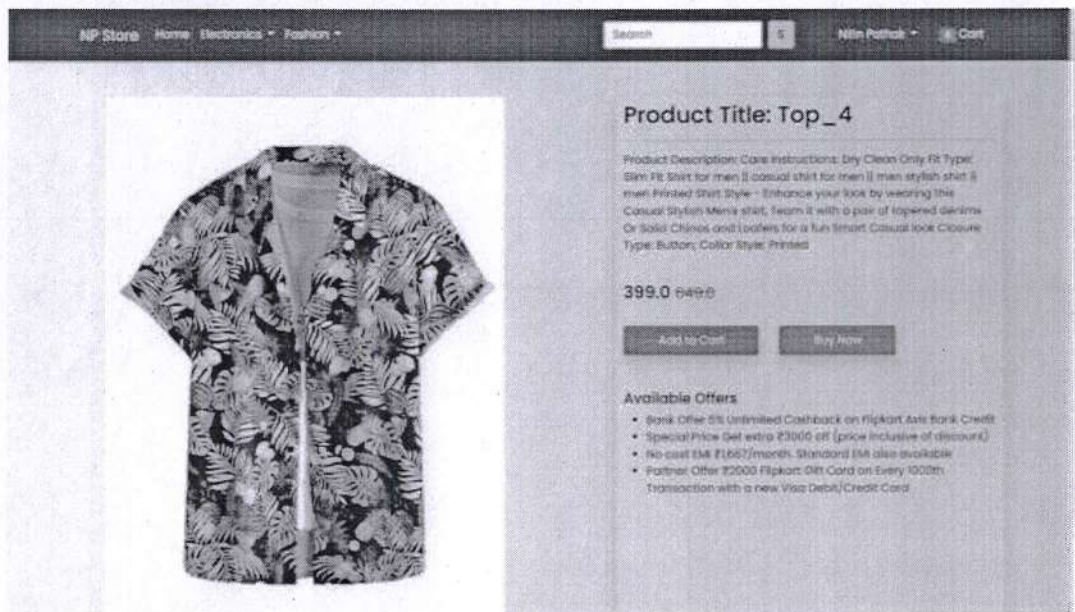 NP Store Home Electronics Fashion Search S Nitin Pathak Cart
Product Title: Top_4
Product Description: Care Instructions: Dry Clean Only Fit Type:
Slim Fit Shirt for men || casual shirt for men || men stylish shirt ||
men Printed Shirt Style - Enhance your look by wearing this
Casual Stylish Men's shirt, Team it with a pair of tapered denims
Or Solid Chinos and Loafers for a fun Smart Casual look Closure
Type: Button; Collar Style: Printed
399.0 649.0
Add to Cart Buy Now
Available Offers
• Bank Offer 5% Unlimited Cashback on Flipkart Axis Bank Credit
• Special Price Get extra ₹3000 off (price inclusive of discount)
• No cost EMI ₹1,667/month. Standard EMI also available
• Partner Offer ₹2000 Flipkart Gift Card on Every 1000th
Transaction with a new Visa Debit/Credit Card